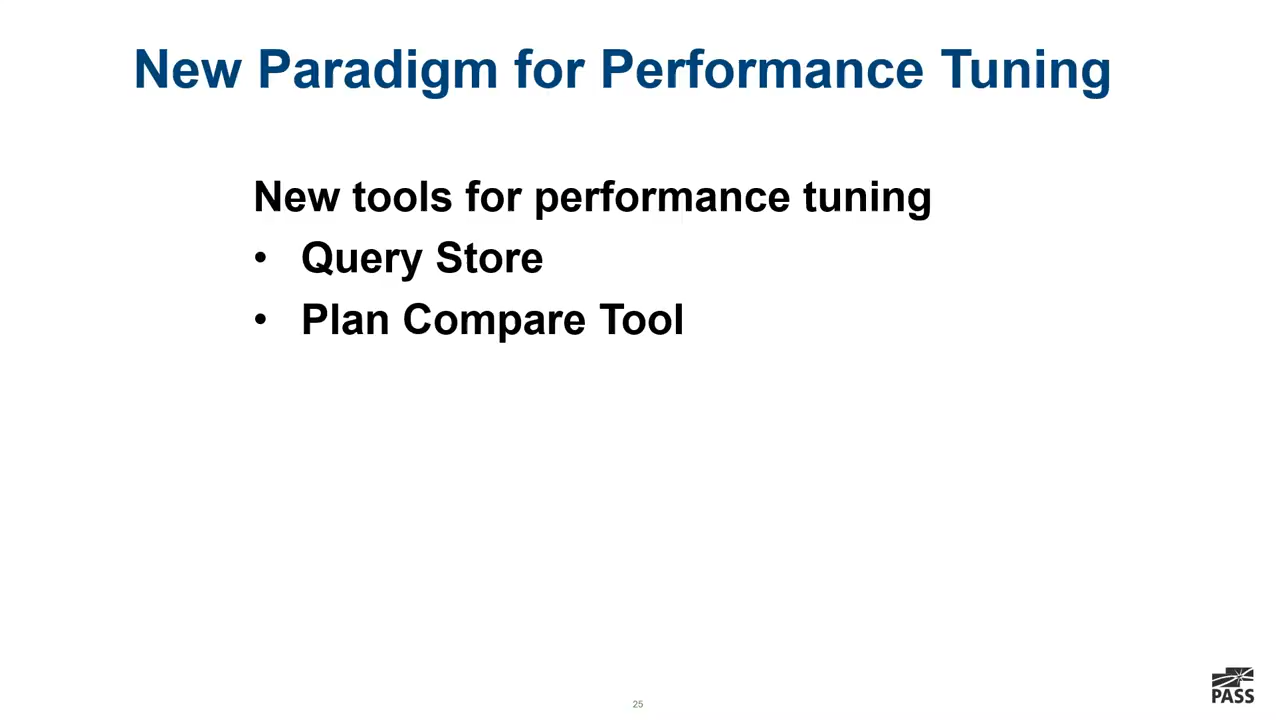 New Paradigm for Performance Tuning
New tools for performance tuning
• Query Store
• Plan Compare Tool
25
PASS